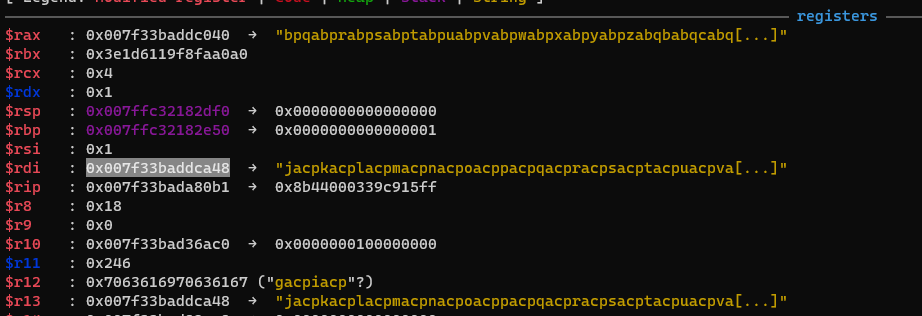 [ Legend: Modified register | Code | Heap | Stack | String ]
registers
$rax   : 0x007f33baddc040  →  "bpqabprabpsabptabpuabpvabpwabpxabpyabpzabqbabqcabq[...]"
$rbx   : 0x3e1d6119f8faa0a0
$rcx   : 0x4
$rdx   : 0x1
$rsp   : 0x007ffc32182df0  →  0x0000000000000000
$rbp   : 0x007ffc32182e50  →  0x0000000000000001
$rsi   : 0x1
$rdi   : 0x007f33baddca48  →  "jacpkacplacpmacpnacpoacppacpqacpracpsacptacpuacpva[...]"
$rip   : 0x007f33bada80b1  →  0x8b44000339c915ff
$r8    : 0x18
$r9    : 0x0
$r10   : 0x007f33bad36ac0  →  0x0000000100000000
$r11   : 0x246
$r12   : 0x7063616970636167 ("gacpiacp"?)
$r13   : 0x007f33baddca48  →  "jacpkacplacpmacpnacpoacppacpqacpracpsacptacpuacpva[...]"